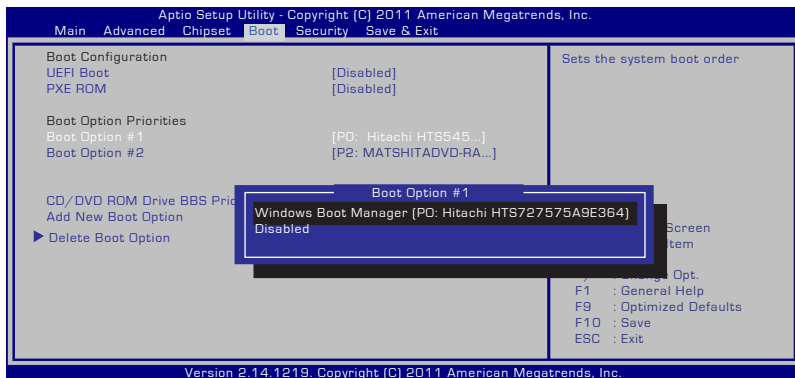 Aptio Setup Utility - Copyright (C) 2011 American Megatrends, Inc.
Main Advanced Chipset Boot Security Save & Exit
Boot Configuration
UEFI Boot [Disabled]
PXE ROM [Disabled]
Boot Option Priorities
Boot Option #1 [P0: Hitachi HTS545...]
Boot Option #2 [P2: MATSHITADVD-RA...]
CD/DVD ROM Drive BBS
Add New Boot Option
Delete Boot Option
Sets the system boot order
Boot Option #1
Windows Boot Manager (P0: Hitachi HTS727575A9E364)
Disabled
Screen
Item
: Change Opt.
F1 : General Help
F9 : Optimized Defaults
F10 : Save
ESC : Exit
Version 2.14.1219. Copyright (C) 2011 American Megatrends, Inc.